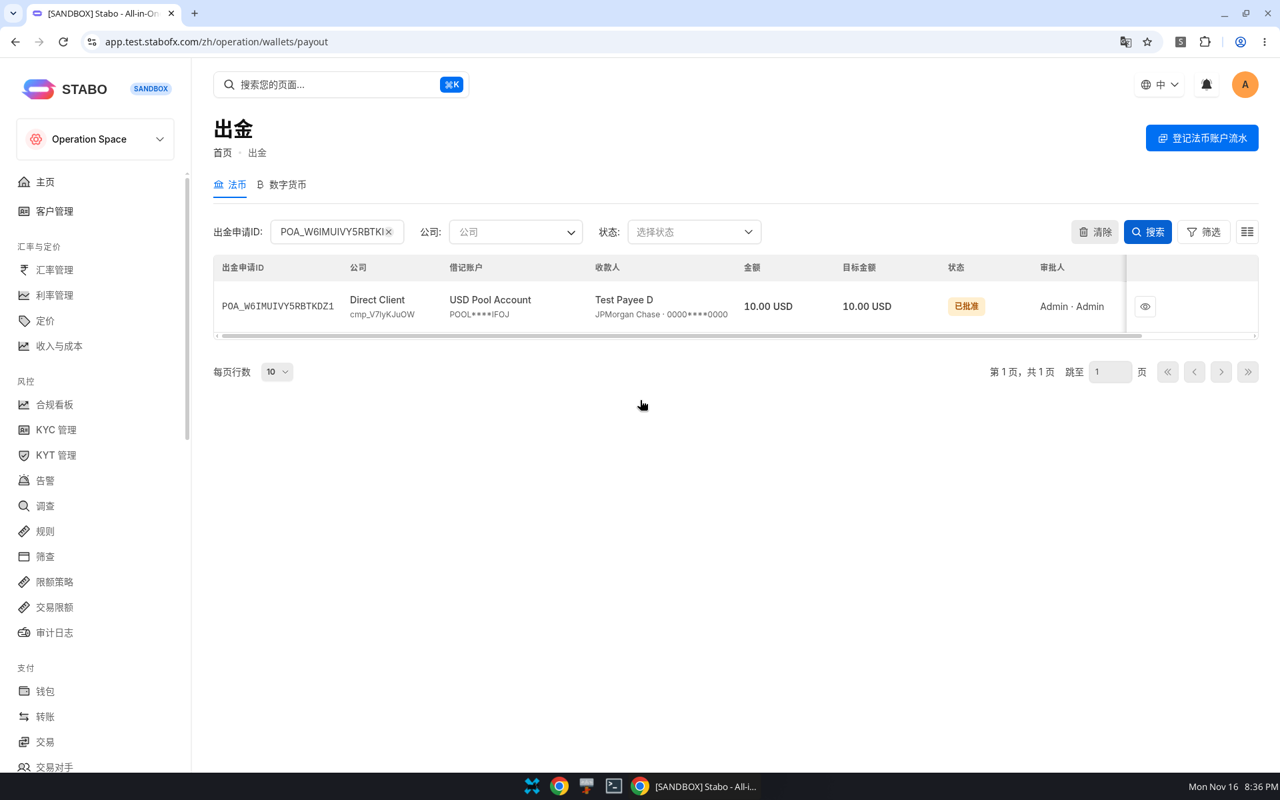 [SANDBOX] Stabo - All-in-On
app.test.stabofx.com/zh/operation/wallets/payout
STABO SANDBOX
搜索您的页面... ⌘K
中
A
Operation Space
出金
首页 · 出金
登记法币账户流水
法币 数字货币
主页
客户管理
汇率与定价
汇率管理
利率管理
定价
收入与成本
风控
合规看板
KYC 管理
KYT 管理
告警
调查
规则
筛查
限额策略
交易限额
审计日志
支付
钱包
转账
交易
交易对手
出金申请ID: POA_W6IMUIVY5RBTKI 公司: 公司 状态: 选择状态 清除 搜索 筛选
出金申请ID 公司 借记账户 收款人 金额 目标金额 状态 审批人
POA_W6IMUIVY5RBTKDZ1 Direct Client USD Pool Account Test Payee D 10.00 USD 10.00 USD 已批准 Admin · Admin
cmp_V7IyKJuOW POOL****IFOJ JPMorgan Chase · 0000****0000
每页行数 10 第 1 页，共 1 页 跳至 1 页
[SANDBOX] Stabo - All-i...
Mon Nov 16 8:36 PM